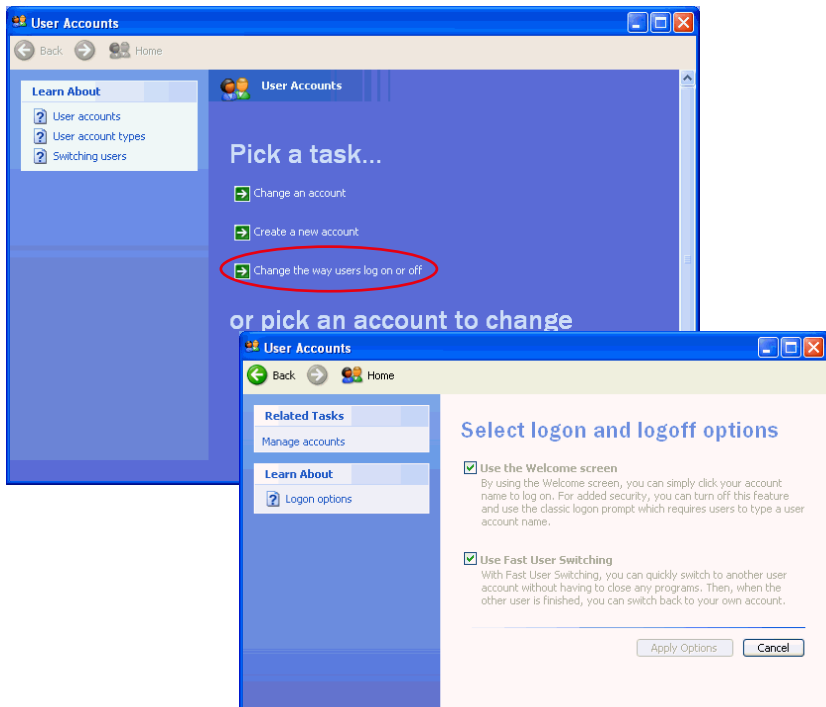 User Accounts
Back Home
Learn About
User accounts
User account types
Switching users
User Accounts
Pick a task...
Change an account
Create a new account
Change the way users log on or off
or pick an account to change
User Accounts
Back Home
Related Tasks
Manage accounts
Learn About
Logon options
Select logon and logoff options
Use the Welcome screen
By using the Welcome screen, you can simply click your account
name to log on. For added security, you can turn off this feature
and use the classic logon prompt which requires users to type a user
account name.
Use Fast User Switching
With Fast User Switching, you can quickly switch to another user
account without having to close any programs. Then, when the
other user is finished, you can switch back to your own account.
Apply Options Cancel